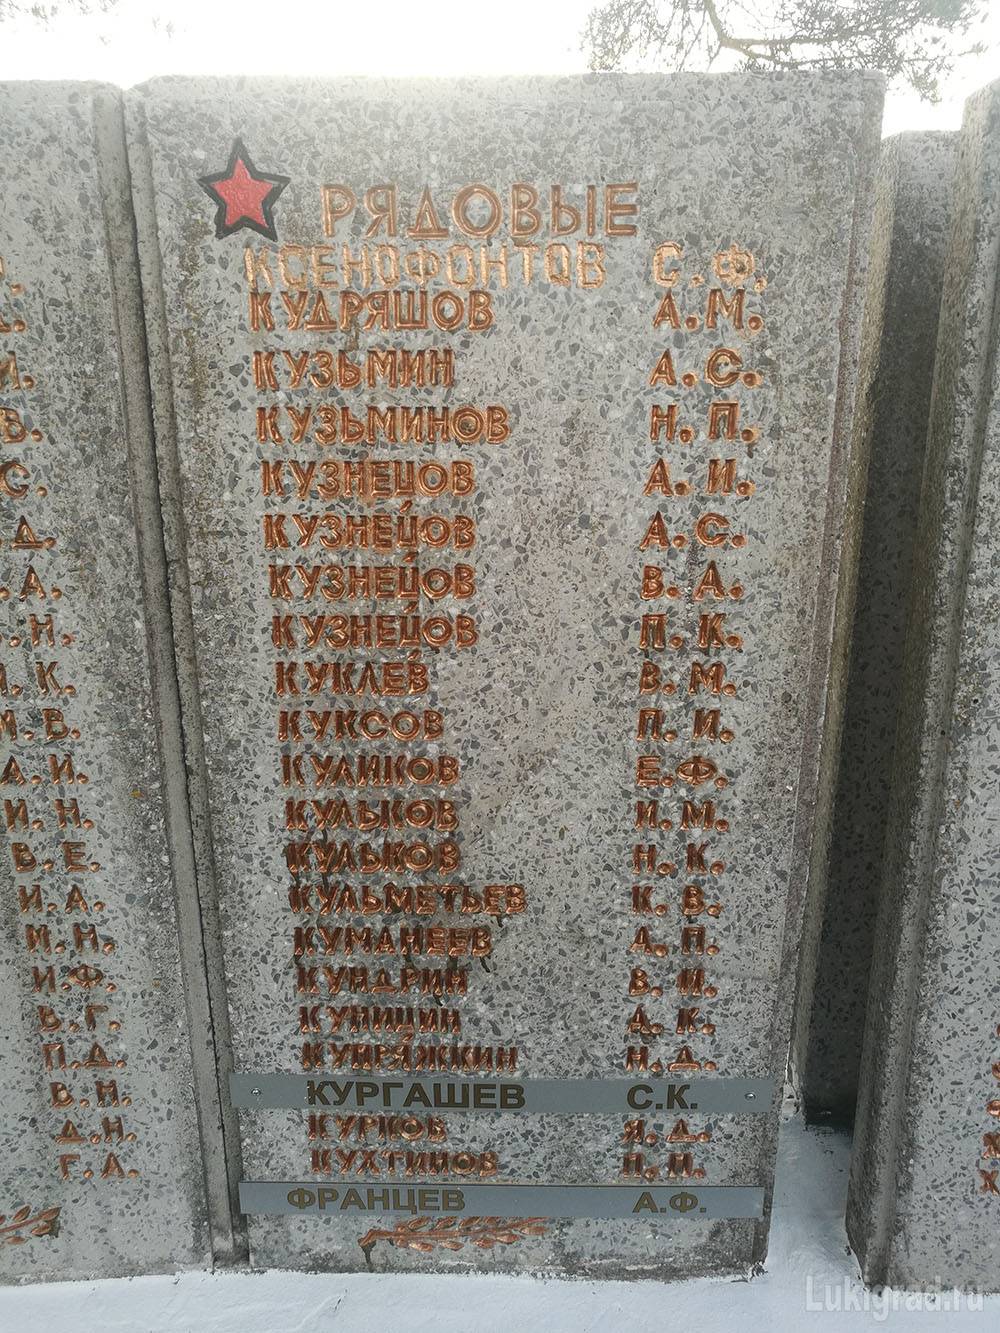 РЯДОВЫЕ
КСЕНОФОНТОВ С.Ф.
КУДРЯШОВ А.М.
КУЗЬМИН А.С.
КУЗЬМИНОВ Н.П.
КУЗНЕЦОВ А.И.
КУЗНЕЦОВ А.С.
КУЗНЕЦОВ В.А.
КУЗНЕЦОВ П.К.
КУКЛЕВ В.М.
КУКСОВ П.И.
КУЛИКОВ Е.Ф.
КУЛЬКОВ И.М.
КУЛЬКОВ Н.К.
КУЛЬМЕТЬЕВ К.В.
КУМАНЕЕВ А.П.
КУНДРИН В.И.
КУНИЦИН А.К.
КУПРЯЖКИН Н.Д.
КУРГАШЕВ С.К.
КУРКОВ Я.Д.
КУХТИНОВ П.П.
ФРАНЦЕВ А.Ф.
А.И.
И.Н.
В.Е.
И.А.
И.Н.
И.Ф.
В.Г.
П.Д.
В.Н.
Д.Н.
Г.А.
Lukigrad.ru